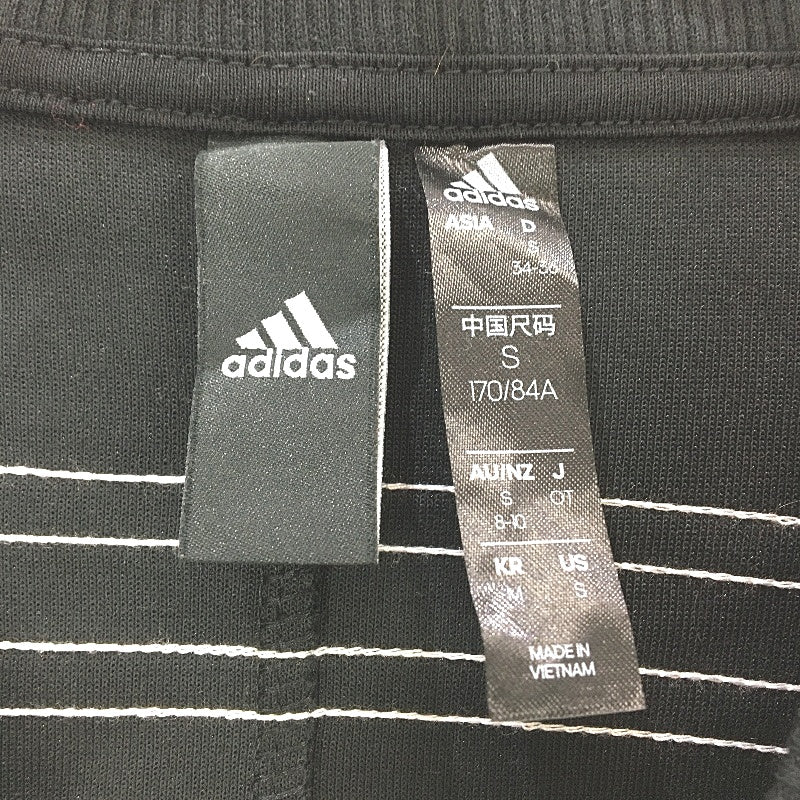 adidas
adidas
ASIA D
S
中国尺码
S
170/84A
AU/NZ J
S OT
8-10
KR US
M S
MADE IN
VIETNAM